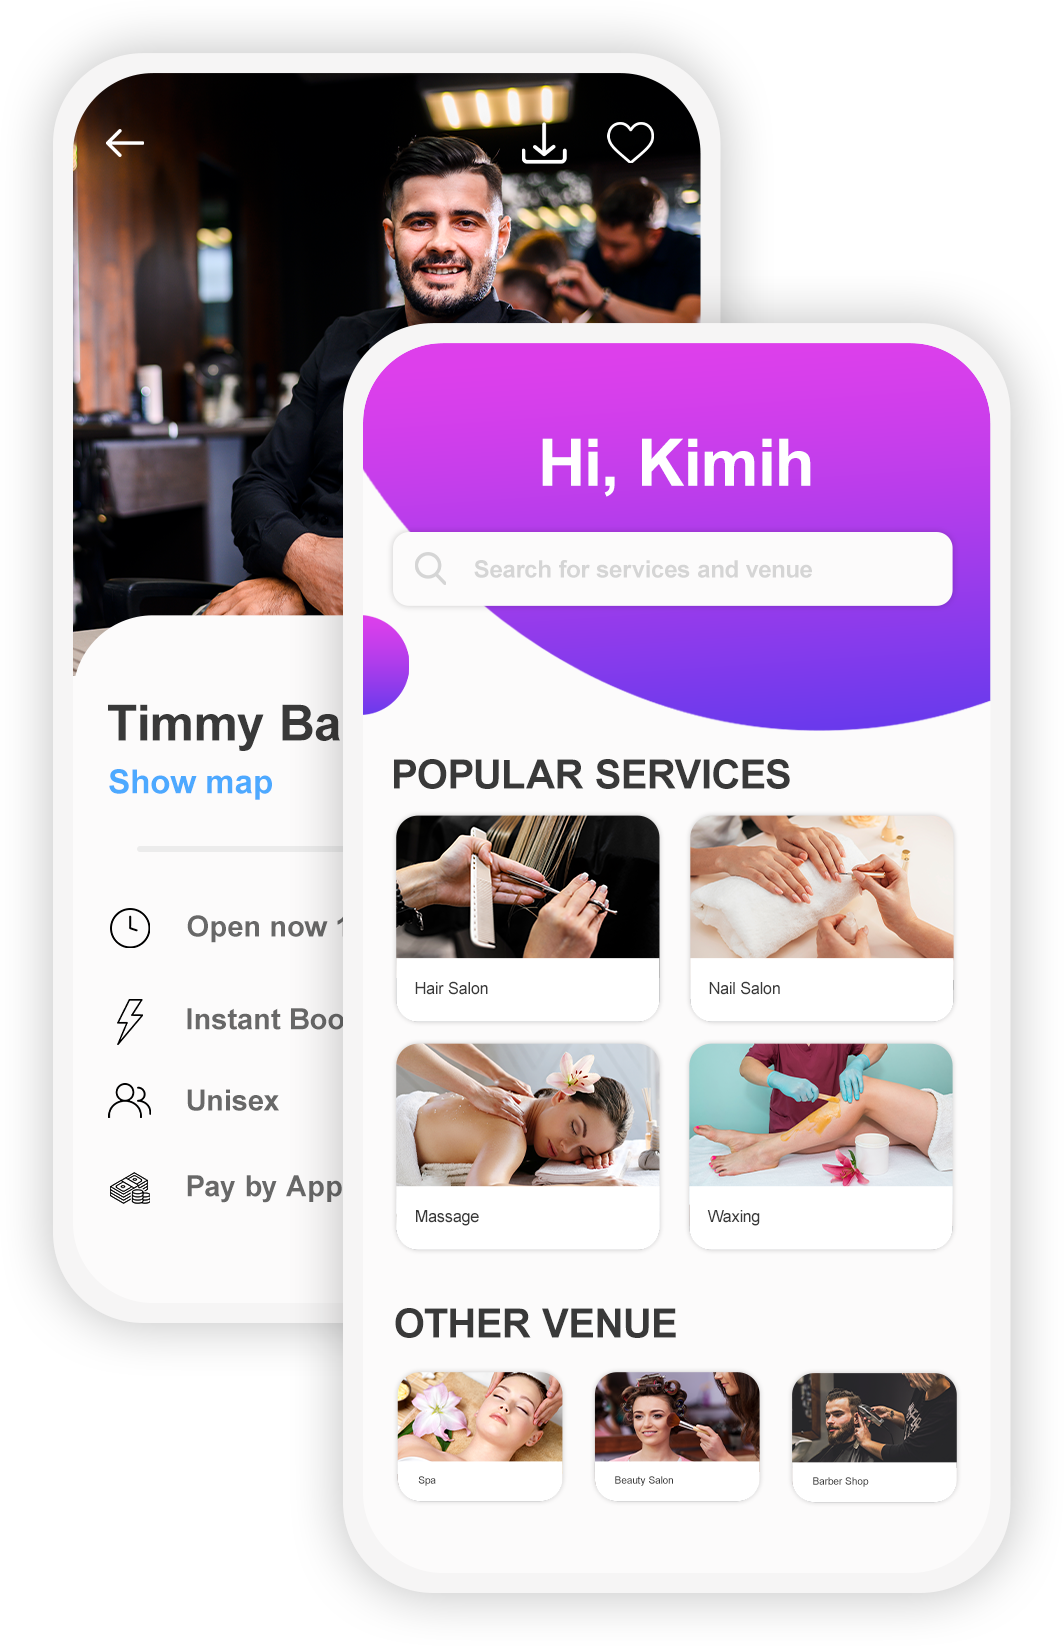 Timmy Ba
Show map
Open now 1
Instant Boo
Unisex
Pay by App
Hi, Kimih
Search for services and venue
POPULAR SERVICES
Hair Salon
Nail Salon
Massage
Waxing
OTHER VENUE
Spa
Beauty Salon
Barber Shop